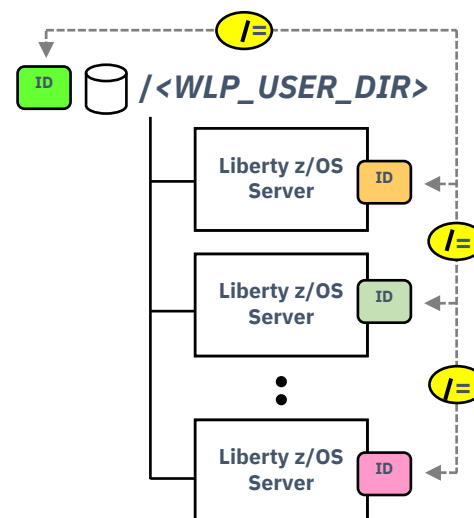 /=
ID
/<WLP_USER_DIR>
Liberty z/OS
Server
ID
/=
Liberty z/OS
Server
ID
/=
Liberty z/OS
Server
ID